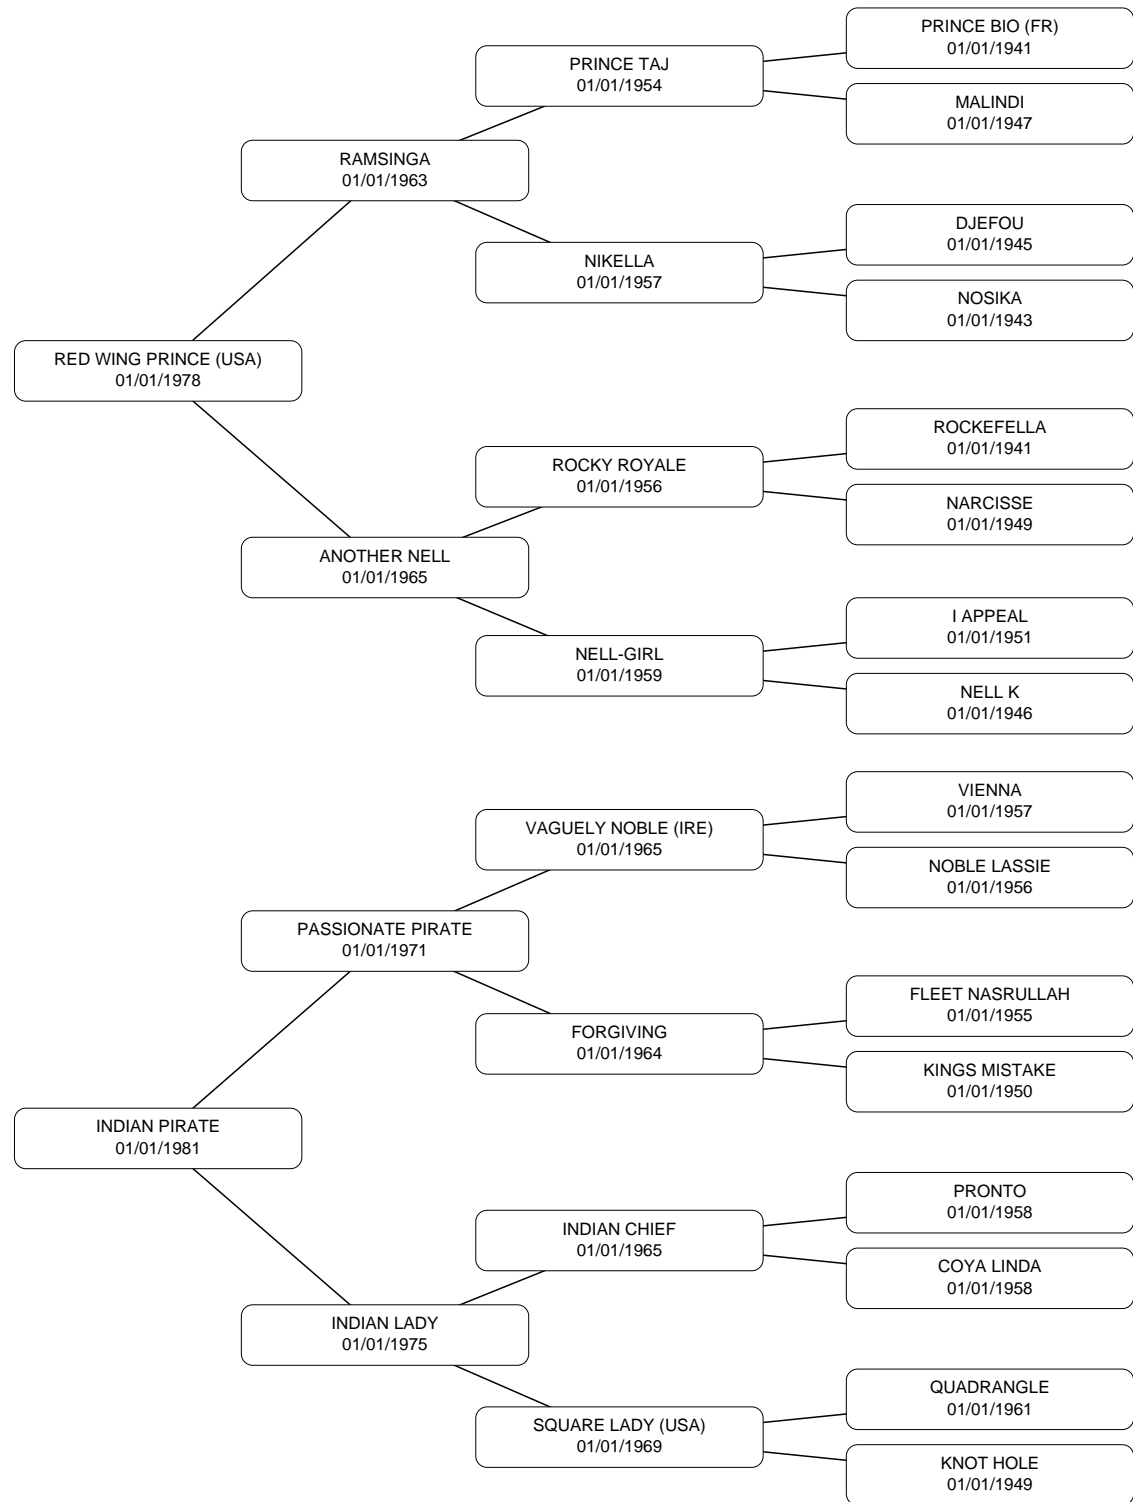 PRINCE BIO (FR)
01/01/1941
PRINCE TAJ
01/01/1954
MALINDI
01/01/1947
RAMSINGA
01/01/1963
DJEFOU
01/01/1945
NIKELLA
01/01/1957
NOSIKA
01/01/1943
RED WING PRINCE (USA)
01/01/1978
ROCKEFELLA
01/01/1941
ROCKY ROYALE
01/01/1956
NARCISSE
01/01/1949
ANOTHER NELL
01/01/1965
I APPEAL
01/01/1951
NELL-GIRL
01/01/1959
NELL K
01/01/1946
VIENNA
01/01/1957
VAGUELY NOBLE (IRE)
01/01/1965
NOBLE LASSIE
01/01/1956
PASSIONATE PIRATE
01/01/1971
FLEET NASRULLAH
01/01/1955
FORGIVING
01/01/1964
KINGS MISTAKE
01/01/1950
INDIAN PIRATE
01/01/1981
PRONTO
01/01/1958
INDIAN CHIEF
01/01/1965
COYA LINDA
01/01/1958
INDIAN LADY
01/01/1975
QUADRANGLE
01/01/1961
SQUARE LADY (USA)
01/01/1969
KNOT HOLE
01/01/1949